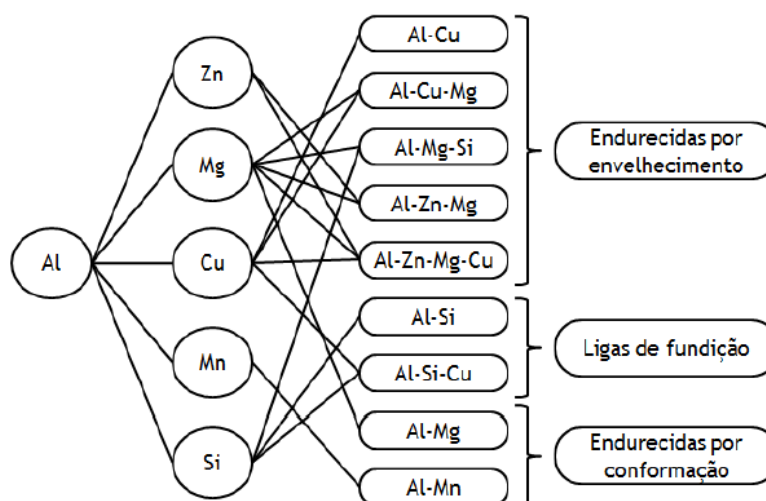 Al
Zn
Mg
Cu
Mn
Si
Al-Cu
Al-Cu-Mg
Al-Mg-Si
Al-Zn-Mg
Al-Zn-Mg-Cu
Al-Si
Al-Si-Cu
Al-Mg
Al-Mn
Endurecidas por
envelhecimento
Ligas de fundição
Endurecidas por
conformação